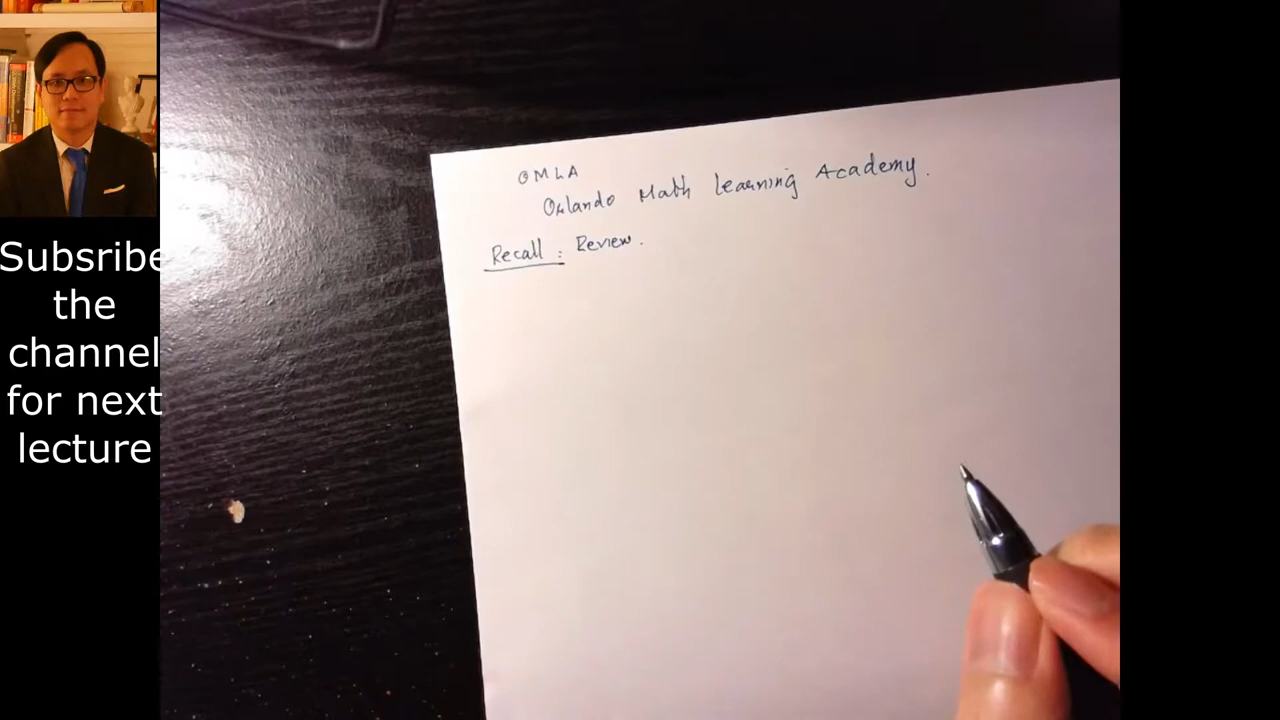 Subsribe
the
channel
for next
lecture
OMLA
Orlando Math Learning Academy.
Recall : Review.